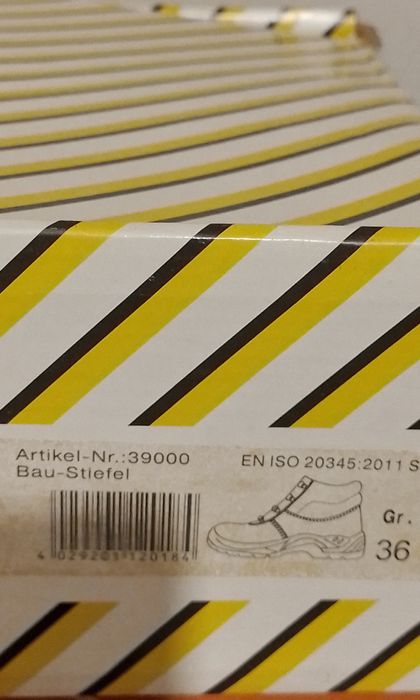 Artikel-Nr.:39000
Bau-Stiefel
EN ISO 20345:2011 S
4 029203 120184
Gr.
36